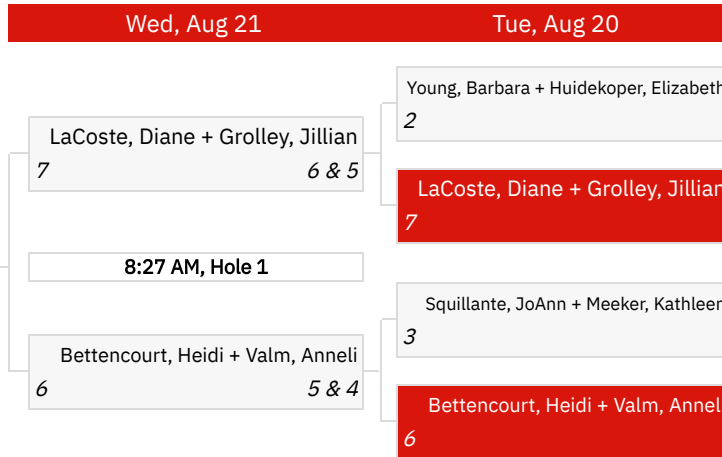 Wed, Aug 21
Tue, Aug 20
Young, Barbara + Huidekoper, Elizabeth
2
LaCoste, Diane + Grolley, Jillian
7 6 & 5
LaCoste, Diane + Grolley, Jillian
7
8:27 AM, Hole 1
Squillante, JoAnn + Meeker, Kathleen
3
Bettencourt, Heidi + Valm, Anneli
6 5 & 4
Bettencourt, Heidi + Valm, Annel
6